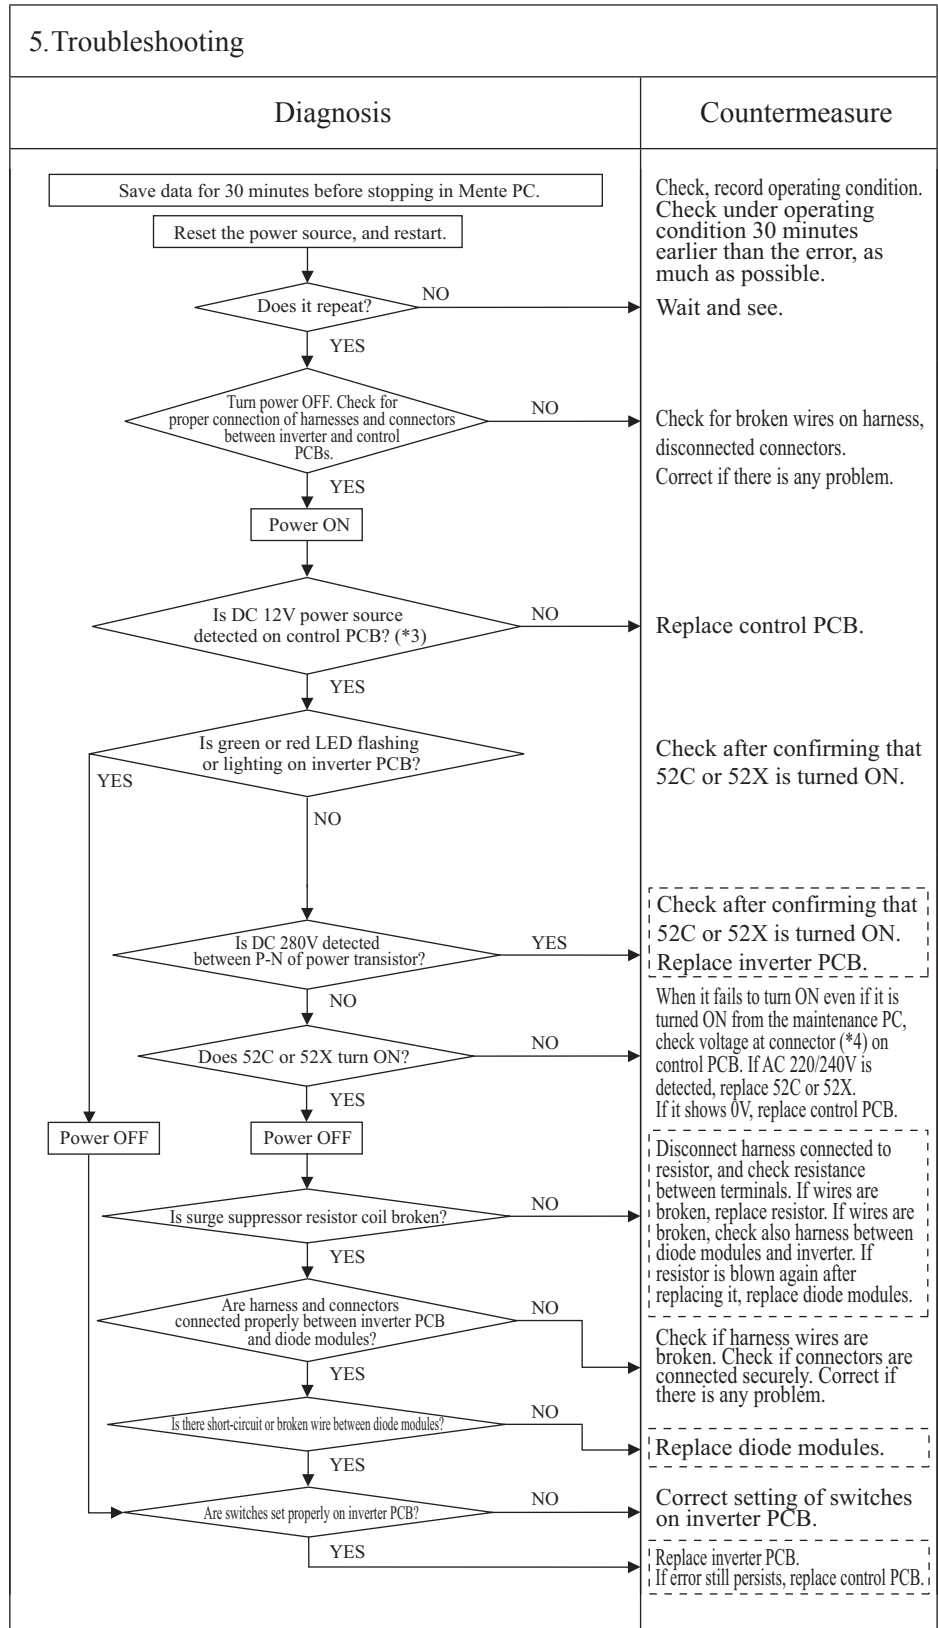 5.Troubleshooting
Diagnosis
Countermeasure
Save data for 30 minutes before stopping in Mente PC.
Check, record operating condition.
Check under operating
condition 30 minutes
earlier than the error, as
much as possible.
Reset the power source, and restart.
Does it repeat?
NO
Wait and see.
YES
Turn power OFF. Check for
proper connection of harnesses and connectors
between inverter and control
PCBs.
NO
Check for broken wires on harness,
disconnected connectors.
Correct if there is any problem.
YES
Power ON
Is DC 12V power source
detected on control PCB? (*3)
NO
Replace control PCB.
YES
Is green or red LED flashing
or lighting on inverter PCB?
YES
Check after confirming that
52C or 52X is turned ON.
NO
Is DC 280V detected
between P-N of power transistor?
YES
Check after confirming that
52C or 52X is turned ON.
Replace inverter PCB.
NO
Does 52C or 52X turn ON?
NO
When it fails to turn ON even if it is
turned ON from the maintenance PC,
check voltage at connector (*4) on
control PCB. If AC 220/240V is
detected, replace 52C or 52X.
If it shows 0V, replace control PCB.
YES
Power OFF
Power OFF
Is surge suppressor resistor coil broken?
NO
Disconnect harness connected to
resistor, and check resistance
between terminals. If wires are
broken, replace resistor. If wires are
broken, check also harness between
diode modules and inverter. If
resistor is blown again after
replacing it, replace diode modules.
YES
Are harness and connectors
connected properly between inverter PCB
and diode modules?
NO
Check if harness wires are
broken. Check if connectors are
connected securely. Correct if
there is any problem.
YES
Is there short-circuit or broken wire between diode modules?
NO
Replace diode modules.
YES
Are switches set properly on inverter PCB?
NO
Correct setting of switches
on inverter PCB.
YES
Replace inverter PCB.
If error still persists, replace control PCB.